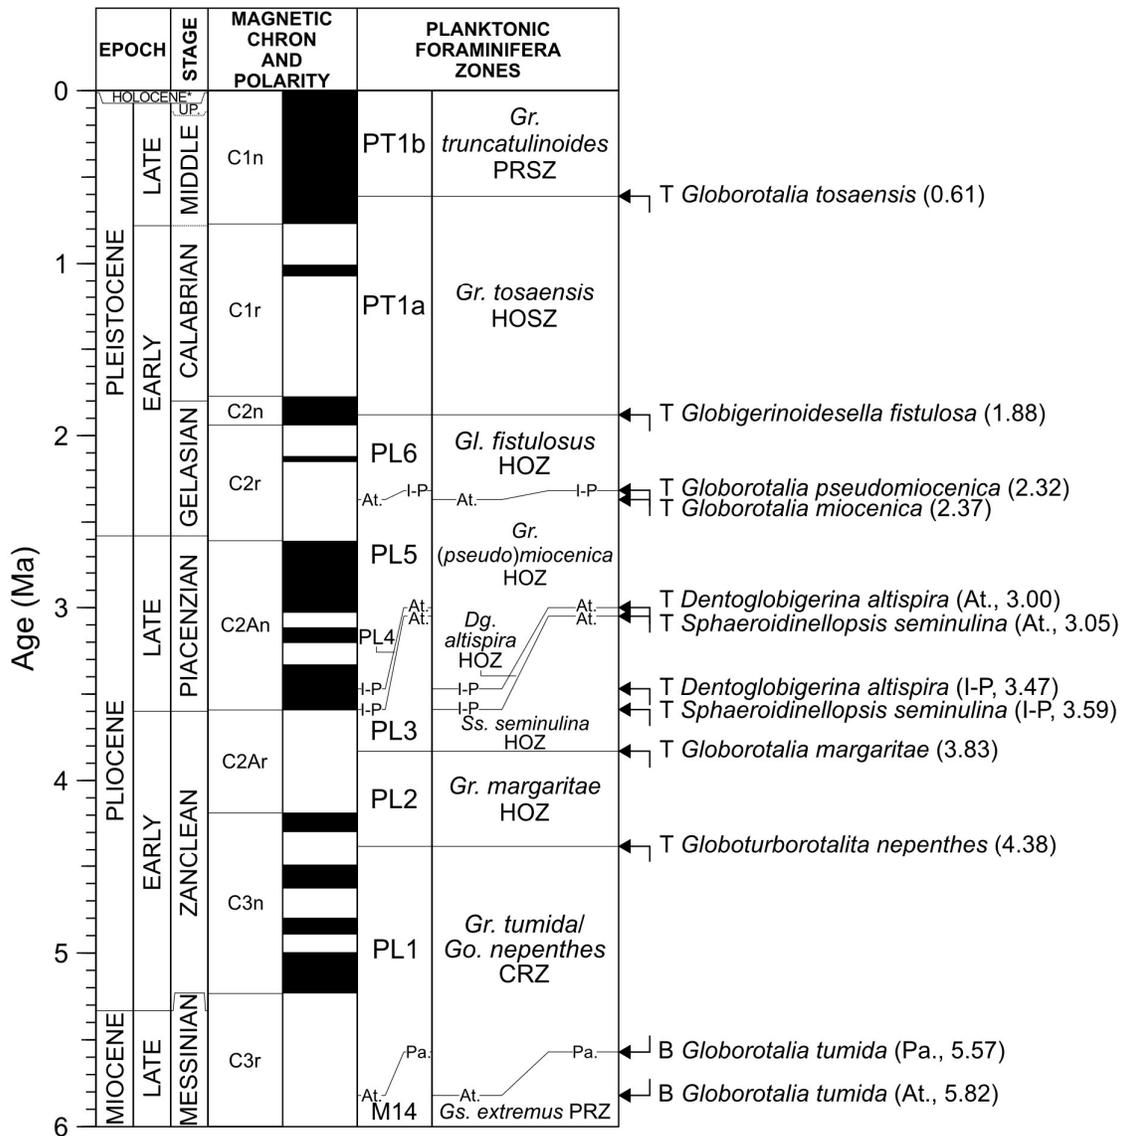 EPOCH
STAGE
MAGNETIC
CHRON
AND
POLARITY
PLANKTONIC
FORAMINIFERA
ZONES
Age (Ma)
0
1
2
3
4
5
6
HOLOCENE*
UP.
PLEISTOCENE
PLIOCENE
MIOCENE
LATE
EARLY
LATE
EARLY
LATE
MIDDLE
CALABRIAN
GELASIAN
PIACENZIAN
ZANCLEAN
MESSINIAN
C1n
C1r
C2n
C2r
C2An
C2Ar
C3n
C3r
PT1b
PT1a
PL6
At. I-P
PL5
At.
At.
PL4
I-P
I-P
PL3
PL2
PL1
Pa.
At.
M14
Gr.
truncatulinoides
PRSZ
Gr. tosaensis
HOSZ
Gl. fistulosus
HOZ
At. I-P
Gr.
(pseudo)miocenica
HOZ
At.
At.
Dg.
altispira
HOZ
I-P
I-P
Ss. seminulina
HOZ
Gr. margaritae
HOZ
Gr. tumida/
Go. nepenthes
CRZ
Pa.
At.
Gs. extremus PRZ
T Globorotalia tosaensis (0.61)
T Globigerinoidesella fistulosa (1.88)
T Globorotalia pseudomiocenica (2.32)
T Globorotalia miocenica (2.37)
T Dentoglobigerina altispira (At., 3.00)
T Sphaeroidinellopsis seminulina (At., 3.05)
T Dentoglobigerina altispira (I-P, 3.47)
T Sphaeroidinellopsis seminulina (I-P, 3.59)
T Globorotalia margaritae (3.83)
T Globoturborotalita nepenthes (4.38)
B Globorotalia tumida (Pa., 5.57)
B Globorotalia tumida (At., 5.82)